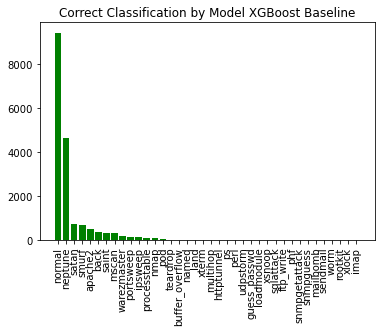 Correct Classification by Model XGBoost Baseline
8000
6000
4000
2000
0
normal
neptune
satan
smurf
apache2
back
saint
mscan
warezmaster
portsweep
ipsweep
processtable
nmap
pod
teardrop
buffer_overflow
named
land
xterm
multihop
httptunnel
ps
perl
udpstorm
guess_passwd
loadmodule
xsnoop
sqlattack
ftp_write
phf
snmpgetattack
snmpguess
mailbomb
sendmail
worm
rootkit
xlock
imap